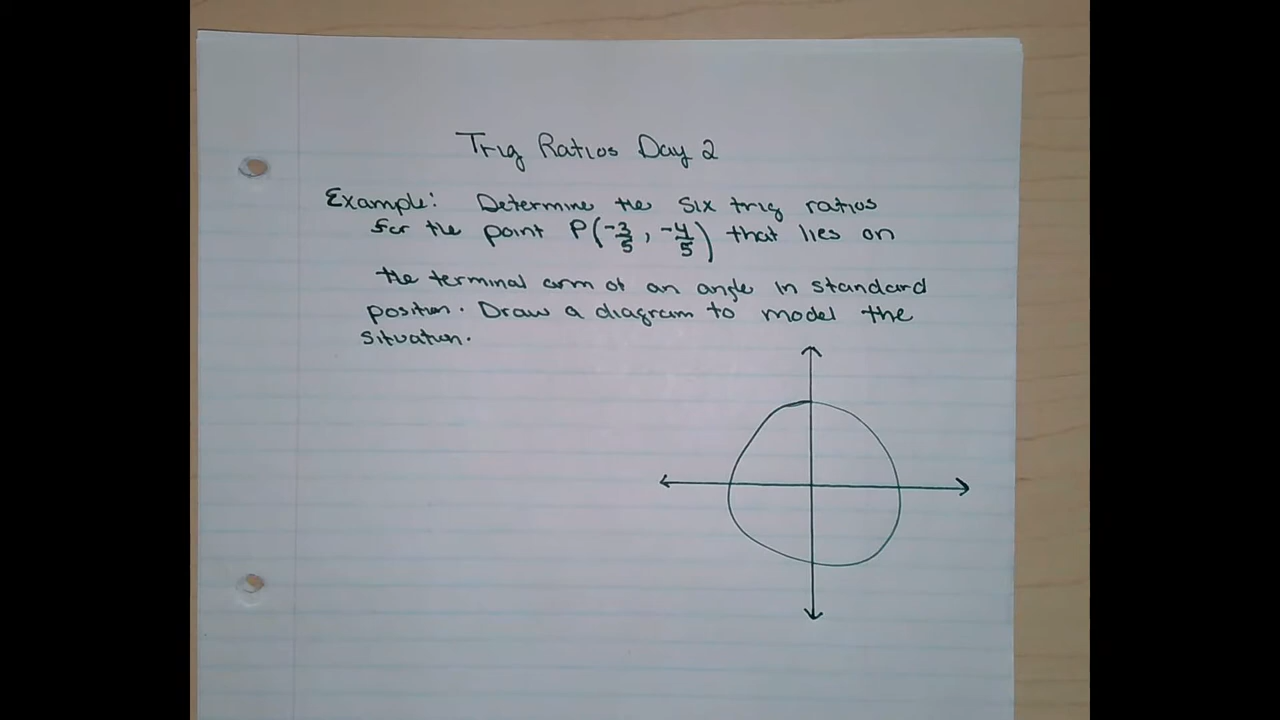 Trig Ratios Day 2
Example: Determine the six trig ratios
for the point P(-3/5, -4/5) that lies on
the terminal arm of an angle in standard
position. Draw a diagram to model the
situation.